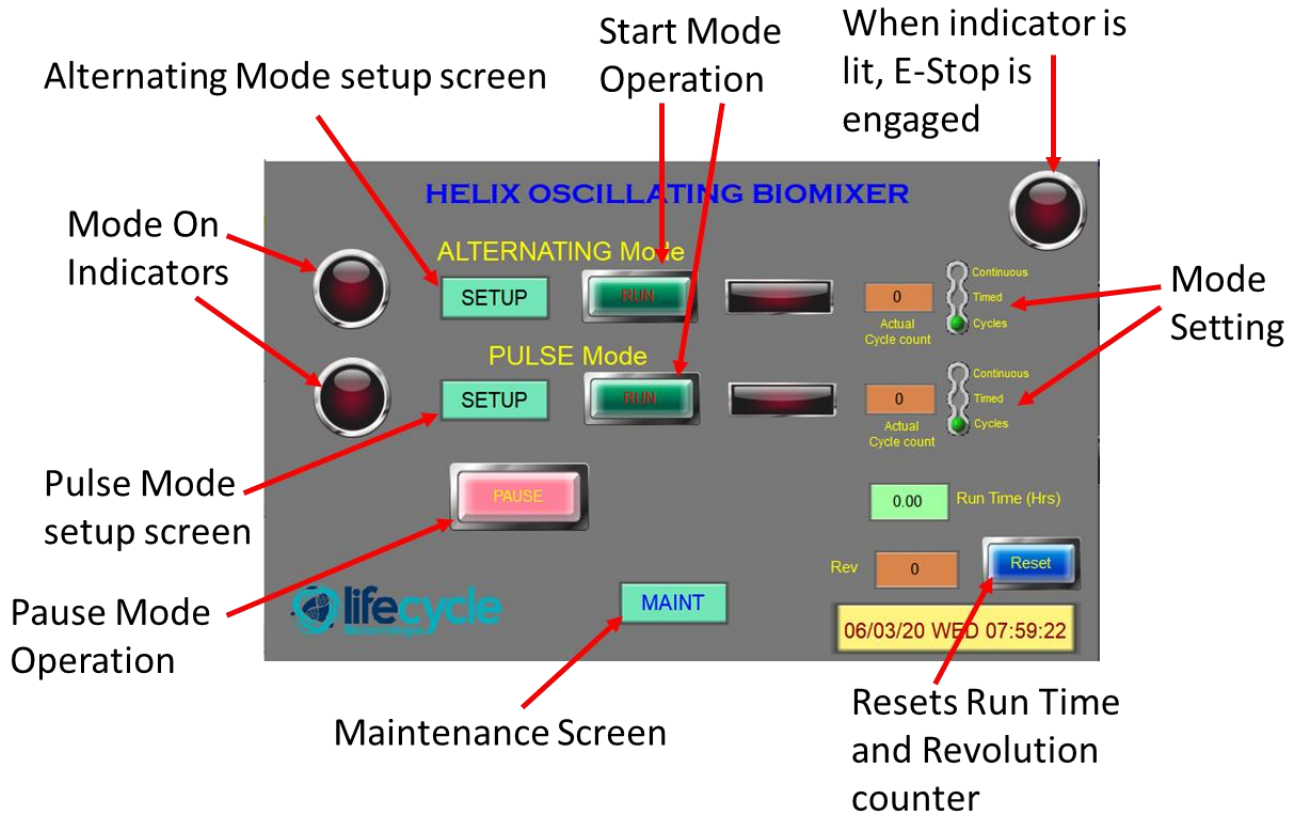 Alternating Mode setup screen
Start Mode
Operation
When indicator is
lit, E-Stop is
engaged
Mode On
Indicators
HELIX OSCILLATING BIOMIXER
ALTERNATING Mode
SETUP
RUN
0
Actual
Cycle count
Continuous
Timed
Cycles
Mode
Setting
PULSE Mode
SETUP
RUN
0
Actual
Cycle count
Continuous
Timed
Cycles
Pulse Mode
setup screen
PAUSE
0.00
Run Time (Hrs)
Rev
0
Reset
Pause Mode
Operation
lifecycle
MAINT
06/03/20 WED 07:59:22
Maintenance Screen
Resets Run Time
and Revolution
counter